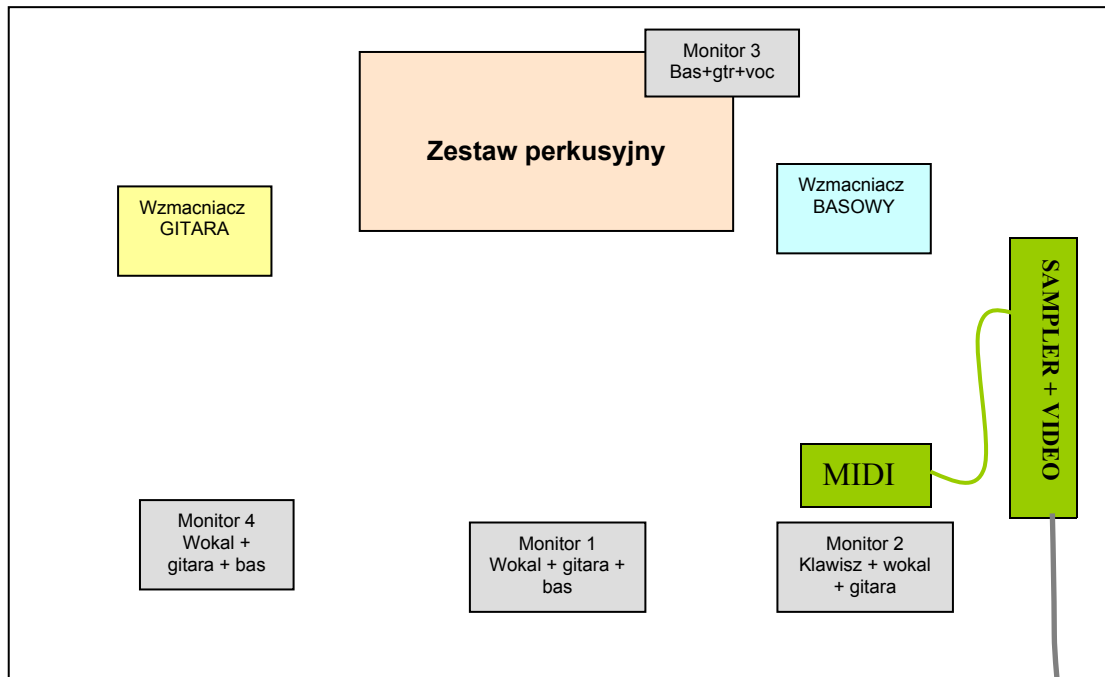 Monitor 3
Bas+gtr+voc
Zestaw perkusyjny
Wzmacniacz
BASOWY
Wzmacniacz
GITARA
SAMPLER + VIDEO
MIDI
Monitor 4
Wokal +
gitara + bas
Monitor 1
Wokal + gitara +
bas
Monitor 2
Klawisz + wokal
+ gitara